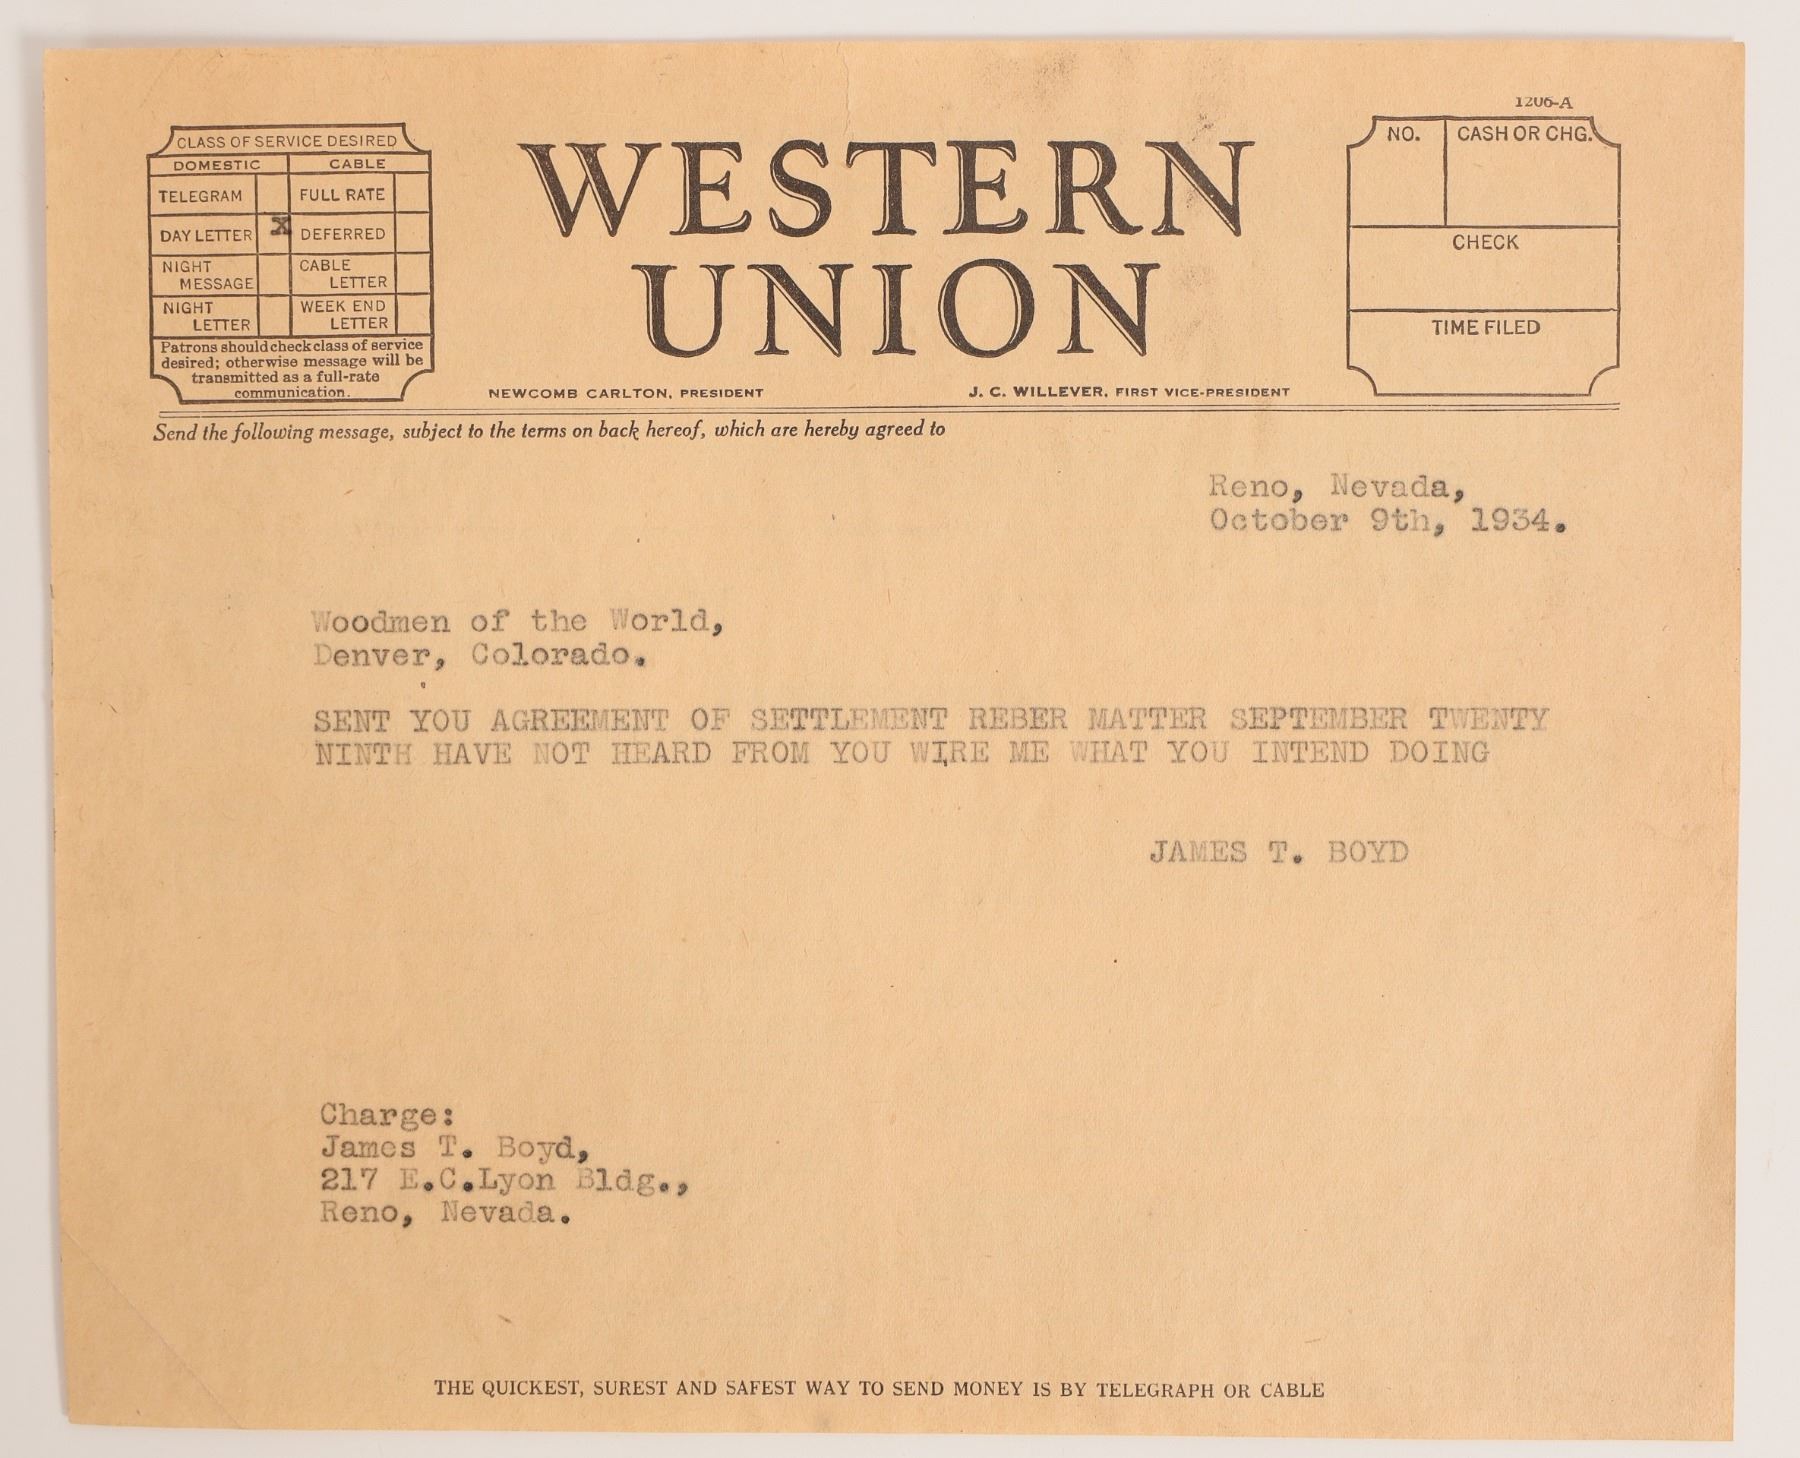 1206-A
CLASS OF SERVICE DESIRED
DOMESTIC CABLE
TELEGRAM FULL RATE
DAY LETTER X DEFERRED
NIGHT MESSAGE CABLE LETTER
NIGHT LETTER WEEK END LETTER
Patrons should check class of service
desired; otherwise message will be
transmitted as a full-rate
communication.
WESTERN
UNION
NEWCOMB CARLTON, PRESIDENT J. C. WILLEVER, FIRST VICE-PRESIDENT
NO. CASH OR CHG.
CHECK
TIME FILED
Send the following message, subject to the terms on back hereof, which are hereby agreed to
Reno, Nevada,
October 9th, 1934.
Woodmen of the World,
Denver, Colorado.
SENT YOU AGREEMENT OF SETTLEMENT REBER MATTER SEPTEMBER TWENTY
NINTH HAVE NOT HEARD FROM YOU WIRE ME WHAT YOU INTEND DOING
JAMES T. BOYD
Charge:
James T. Boyd,
217 E.C.Lyon Bldg.,
Reno, Nevada.
THE QUICKEST, SUREST AND SAFEST WAY TO SEND MONEY IS BY TELEGRAPH OR CABLE